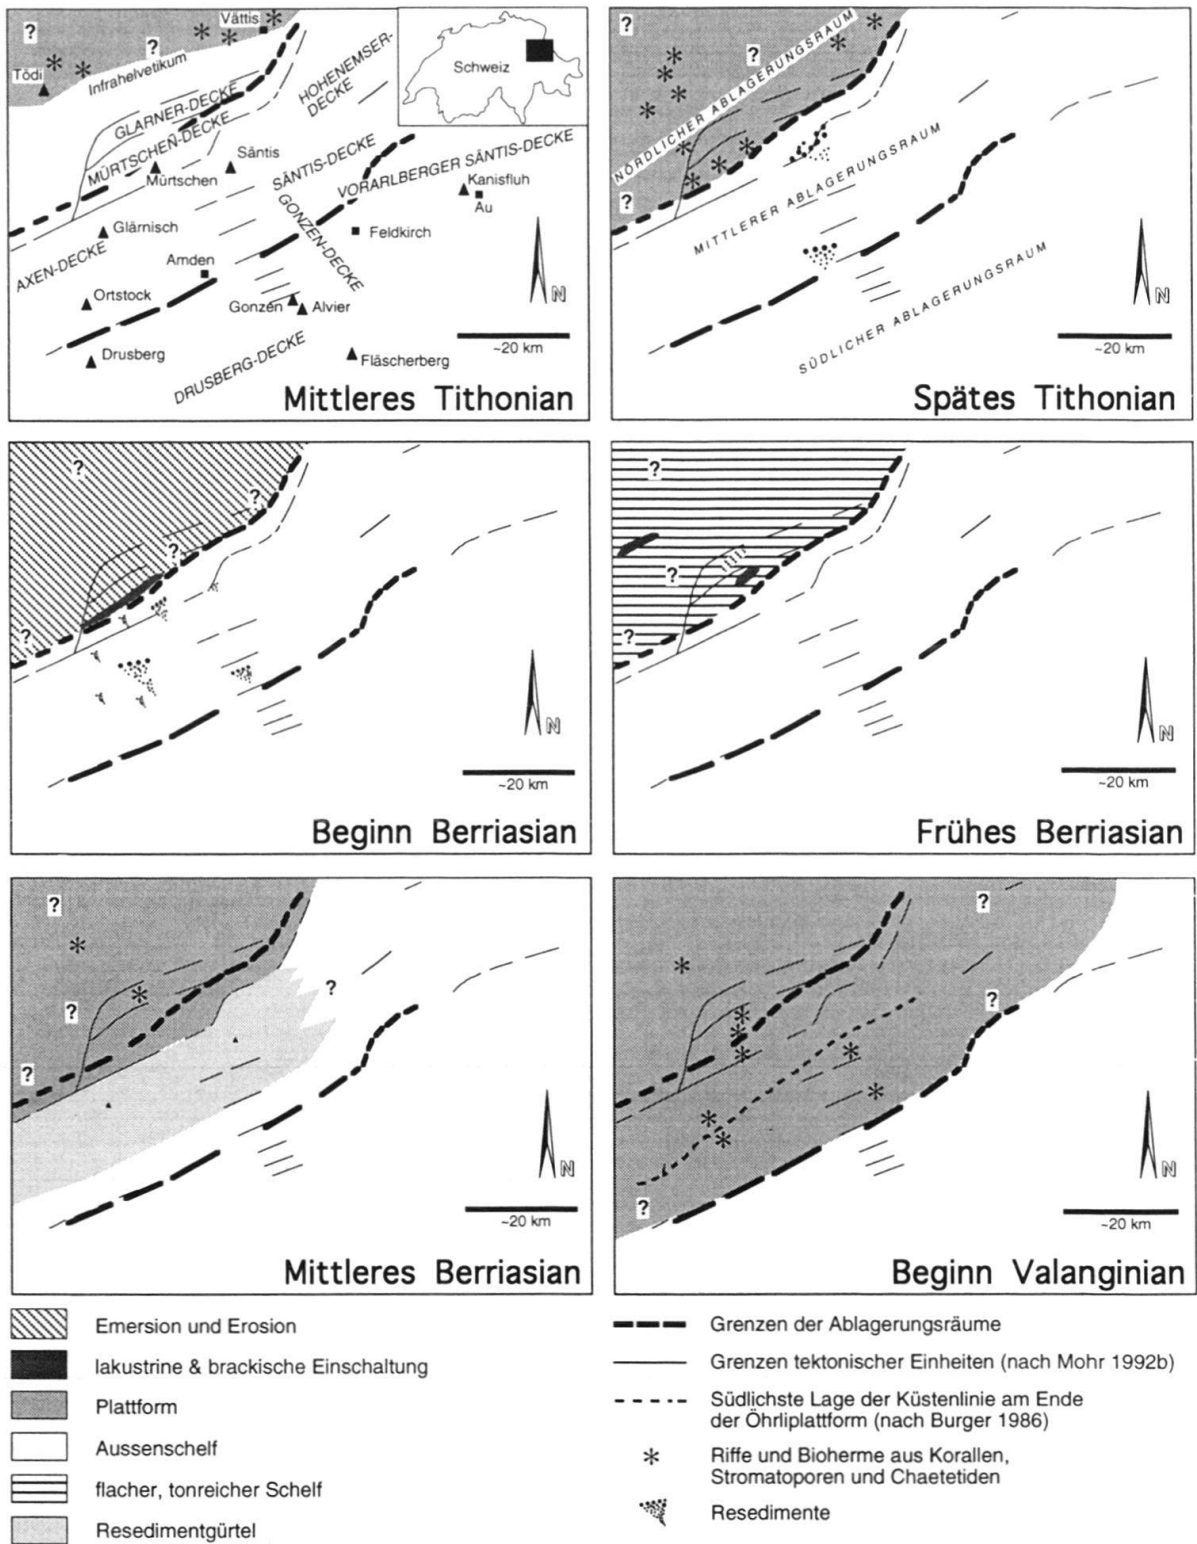 ?
Vättis
?
Tödi
Infrahelvetikum
GLARNER-DECKE
MÜRTSCHEN-DECKE
HOHENEMSER-
DECKE
Schweiz
Säntis
Mürtschen
SÄNTIS-DECKE
VORARLBERGER SÄNTIS-DECKE
Kanisfluh
Au
GONZEN-DECKE
Glärnisch
Feldkirch
AXEN-DECKE
Amden
Ortstock
Gonzen
Alvier
N
~20 km
Drusberg
DRUSBERG-DECKE
Fläscherberg
Mittleres Tithonian
?
?
NÖRDLICHER ABLAGERUNGSRAUM
?
MITTLERER ABLAGERUNGSRAUM
SÜDLICHER ABLAGERUNGSRAUM
N
~20 km
Spätes Tithonian
?
?
?
?
N
~20 km
Beginn Berriasian
?
?
?
N
~20 km
Frühes Berriasian
?
?
?
?
N
~20 km
Mittleres Berriasian
?
?
?
N
~20 km
Beginn Valanginian
Emersion und Erosion
lakustrine & brackische Einschaltung
Plattform
Aussenschelf
flacher, tonreicher Schelf
Resedimentgürtel
Grenzen der Ablagerungsräume
Grenzen tektonischer Einheiten (nach Mohr 1992b)
Südlichste Lage der Küstenlinie am Ende
der Öhrliplattform (nach Burger 1986)
Riffe und Bioherme aus Korallen,
Stromatoporen und Chaetetiden
Resedimente